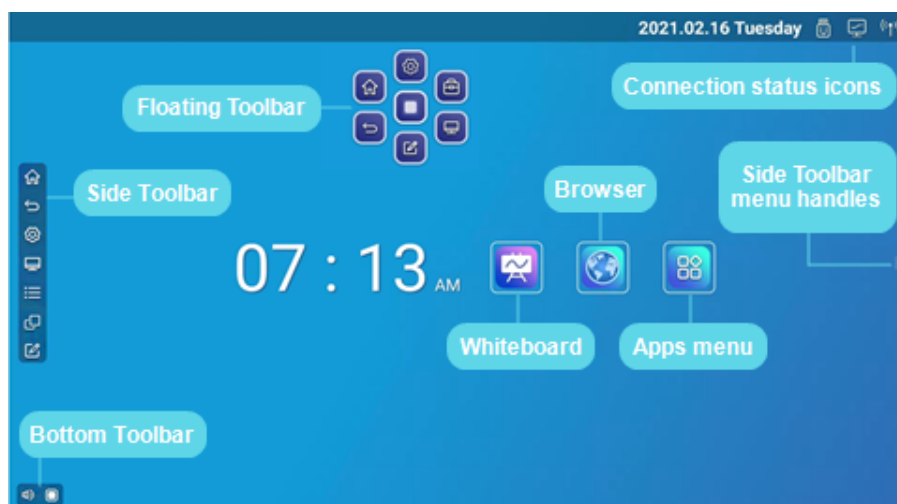 2021.02.16 Tuesday
Connection status icons
Floating Toolbar
Side Toolbar
Browser
Side Toolbar
menu handles
07 : 13 AM
Whiteboard
Apps menu
Bottom Toolbar